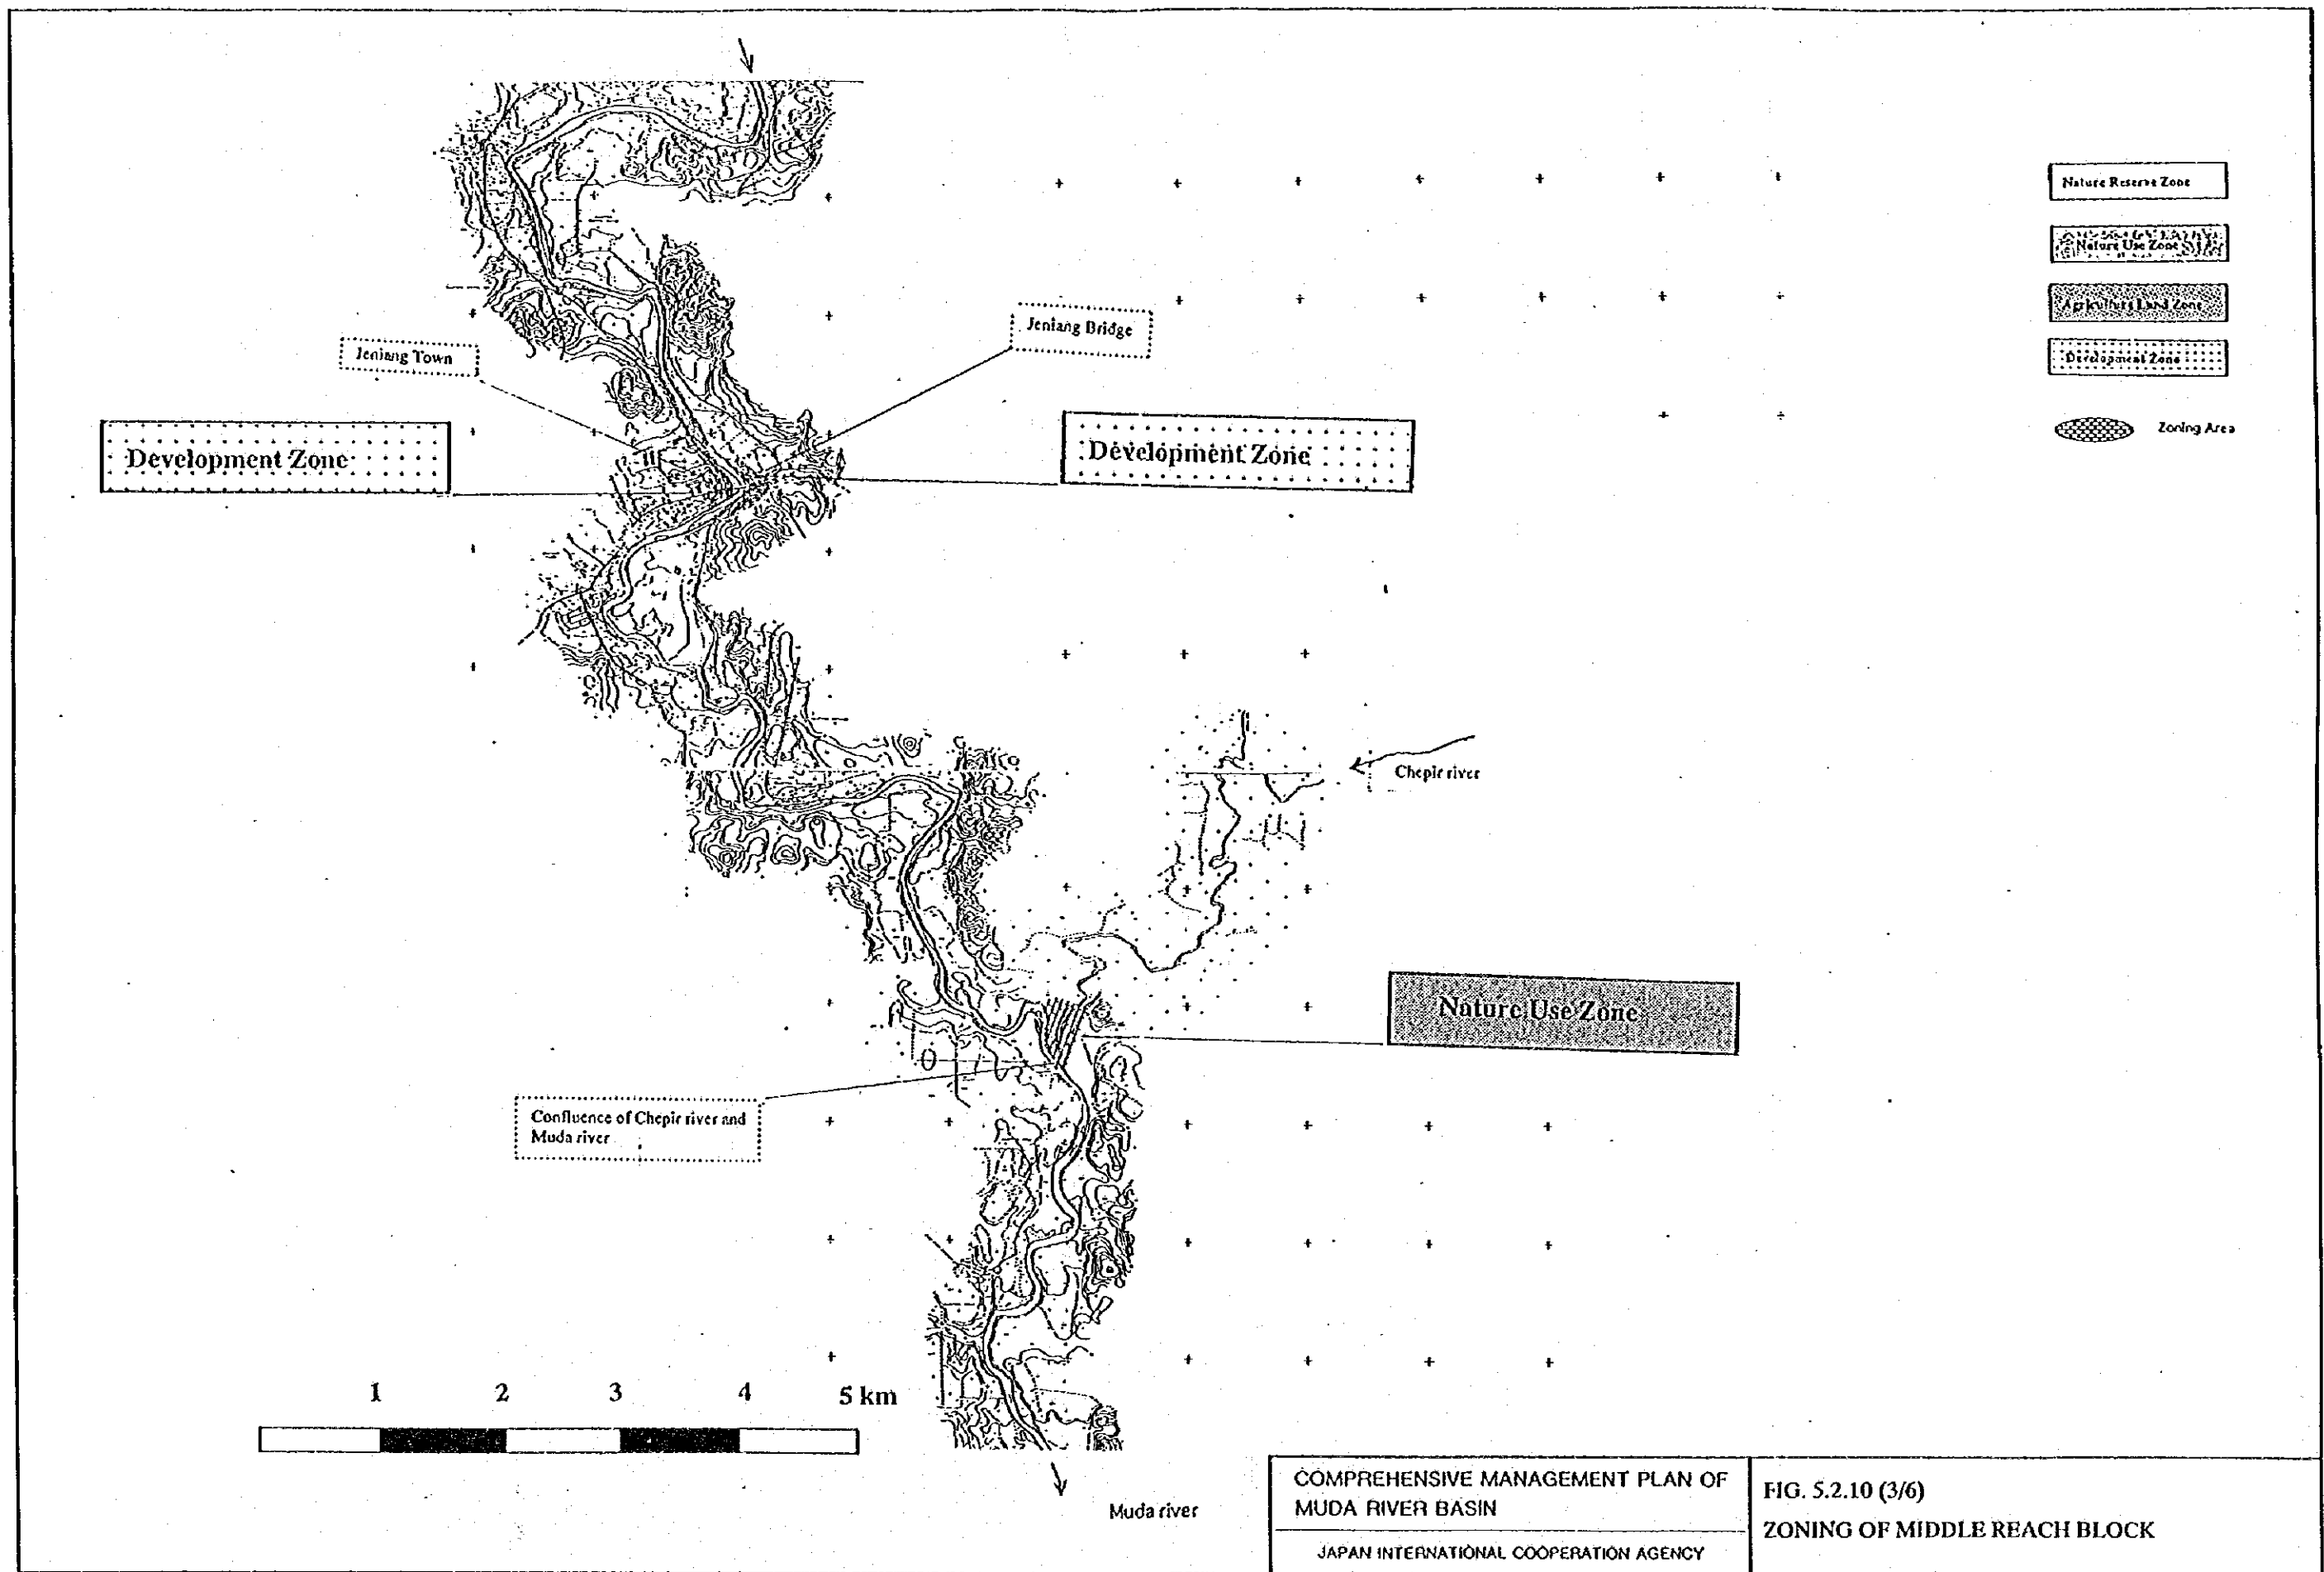 Nature Reserve Zone
Nature Use Zone
Agriculture Land Zone
Development Zone
Zoning Area
Jeniang Town
Jeniang Bridge
Development Zone
Development Zone
Chepir river
Nature Use Zone
Confluence of Chepir river and
Muda river
1 2 3 4 5 km
Muda river
COMPREHENSIVE MANAGEMENT PLAN OF
MUDA RIVER BASIN
JAPAN INTERNATIONAL COOPERATION AGENCY
FIG. 5.2.10 (3/6)
ZONING OF MIDDLE REACH BLOCK